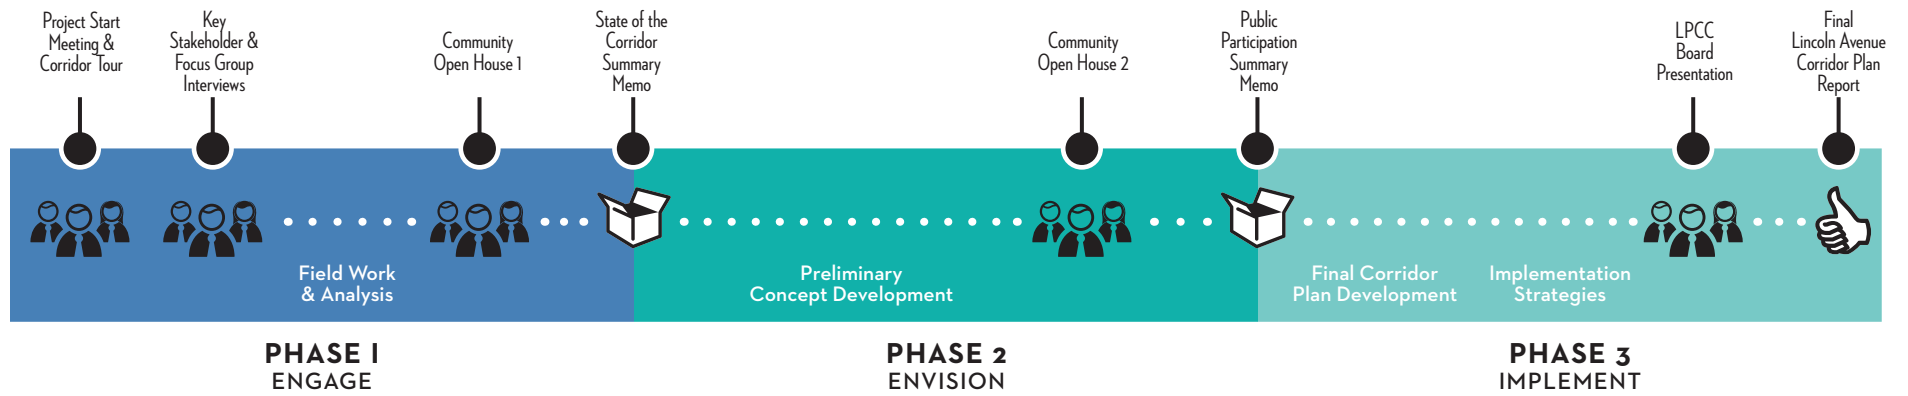 Project Start
Meeting &
Corridor Tour
Key
Stakeholder &
Focus Group
Interviews
Community
Open House 1
State of the
Corridor
Summary
Memo
Community
Open House 2
Public
Participation
Summary
Memo
LPCC
Board
Presentation
Final
Lincoln Avenue
Corridor Plan
Report
Field Work
& Analysis
Preliminary
Concept Development
Final Corridor
Plan Development
Implementation
Strategies
PHASE 1
ENGAGE
PHASE 2
ENVISION
PHASE 3
IMPLEMENT